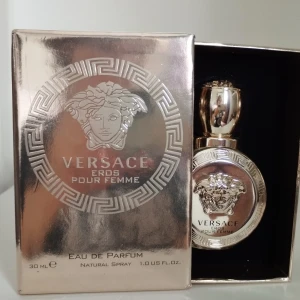 VERSACE
EROS
POUR FEMME
EAU DE PARFUM
30 ml e NATURAL SPRAY 1.0 US FL.OZ.
VERSACE